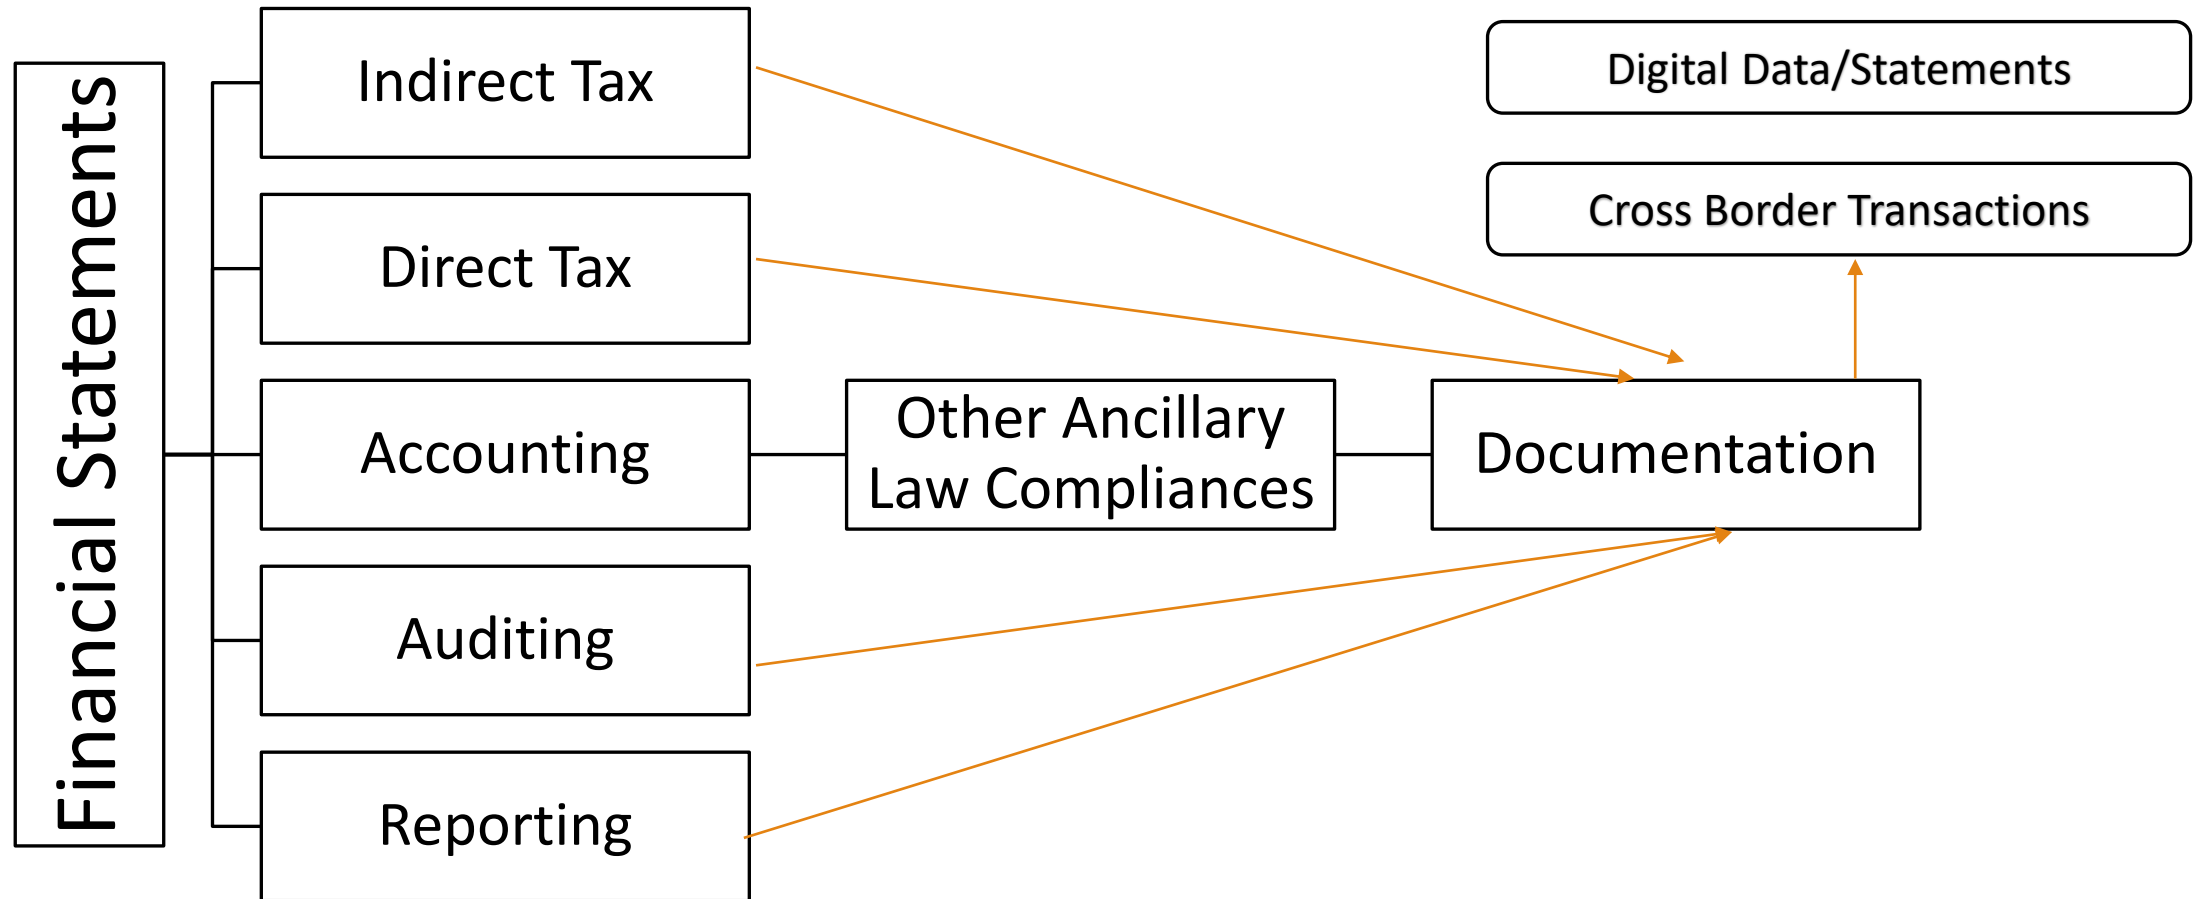 Financial Statements
Indirect Tax
Direct Tax
Accounting
Auditing
Reporting
Other Ancillary
Law Compliances
Documentation
Digital Data/Statements
Cross Border Transactions